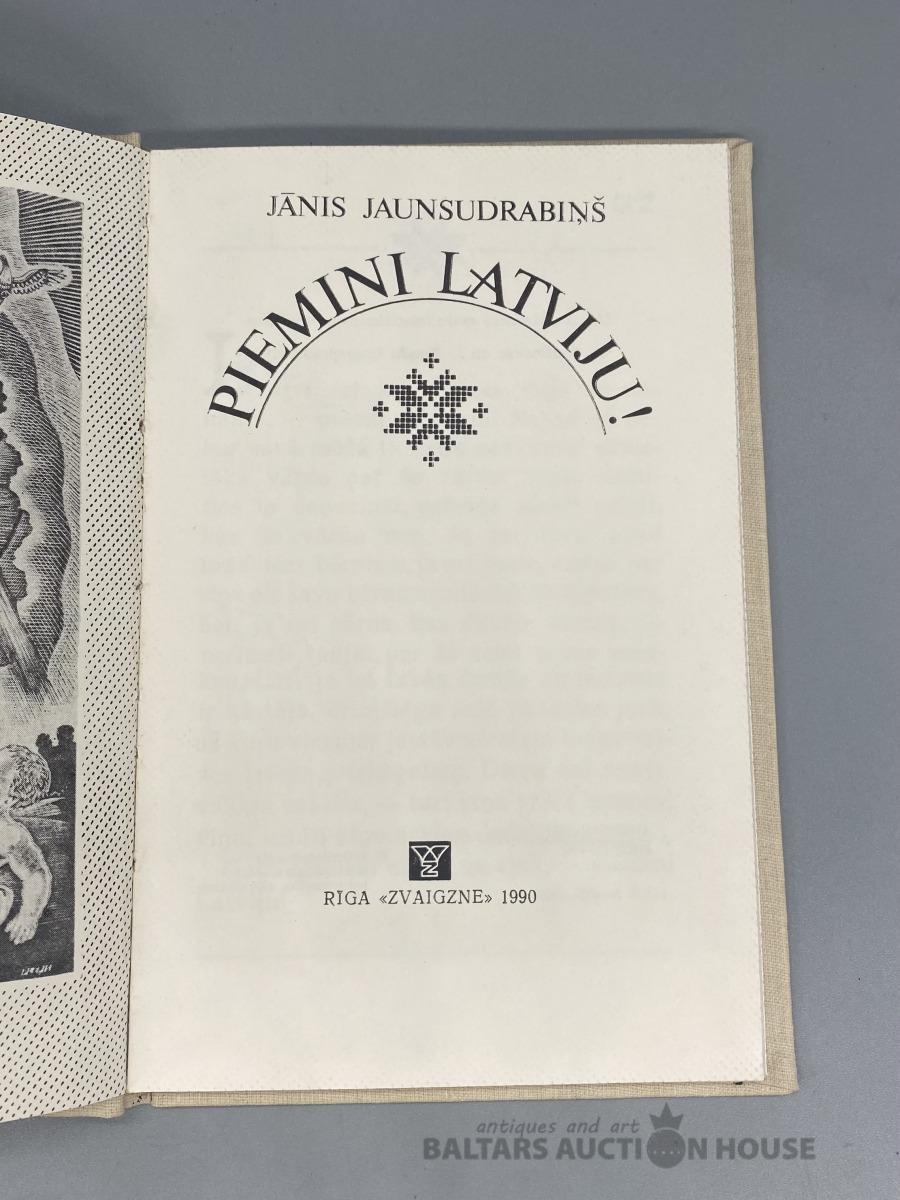 JĀNIS JAUNSUDRABIŅŠ
PIEMINI LATVIJU!
RĪGA «ZVAIGZNE» 1990
antiques and art
BALTARS AUCTION HOUSE